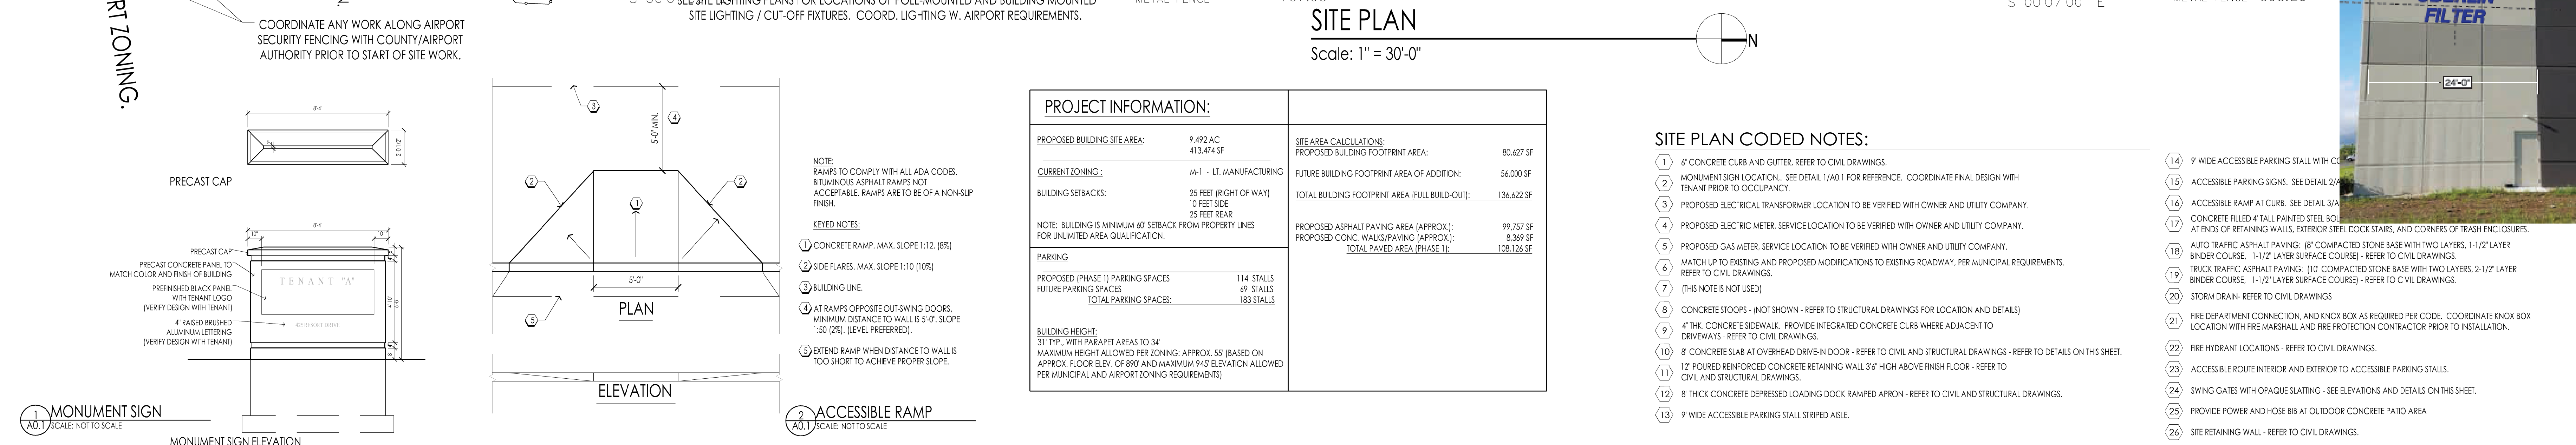 RT ZONING.
COORDINATE ANY WORK ALONG AIRPORT
SECURITY FENCING WITH COUNTY/AIRPORT
AUTHORITY PRIOR TO START OF SITE WORK.
SITE LIGHTING / CUT-OFF FIXTURES. COORD. LIGHTING W. AIRPORT REQUIREMENTS.
SITE PLAN
Scale: 1" = 30'-0"
N
FILTER
24'-0"
8'-4"
2'-0 1/2"
PRECAST CAP
8'-4"
10"
10"
PRECAST CAP
PRECAST CONCRETE PANEL TO
MATCH COLOR AND FINISH OF BUILDING
PREFINISHED BLACK PANEL
WITH TENANT LOGO
(VERIFY DESIGN WITH TENANT)
4" RAISED BRUSHED
ALUMINUM LETTERING
(VERIFY DESIGN WITH TENANT)
TENANT "A"
RESORT DRIVE
1
A0.1
MONUMENT SIGN
SCALE: NOT TO SCALE
MONUMENT SIGN ELEVATION
3
5'-0" MIN.
4
2
2
1
5'-0"
PLAN
5
ELEVATION
NOTE:
RAMPS TO COMPLY WITH ALL ADA CODES.
BITUMINOUS ASPHALT RAMPS NOT
ACCEPTABLE. RAMPS ARE TO BE OF A NON-SLIP
FINISH.
KEYED NOTES:
1 CONCRETE RAMP. MAX. SLOPE 1:12. (8%)
2 SIDE FLARES. MAX. SLOPE 1:10 (10%)
3 BUILDING LINE.
4 AT RAMPS OPPOSITE OUT-SWING DOORS,
MINIMUM DISTANCE TO WALL IS 5'-0". SLOPE
1:50 (2%). (LEVEL PREFERRED).
5 EXTEND RAMP WHEN DISTANCE TO WALL IS
TOO SHORT TO ACHIEVE PROPER SLOPE.
2
A0.1
ACCESSIBLE RAMP
SCALE: NOT TO SCALE
PROJECT INFORMATION:
PROPOSED BUILDING SITE AREA: 9.492 AC
413,474 SF
CURRENT ZONING : M-1 - LT. MANUFACTURING
BUILDING SETBACKS: 25 FEET (RIGHT OF WAY)
10 FEET SIDE
25 FEET REAR
NOTE: BUILDING IS MINIMUM 60' SETBACK FROM PROPERTY LINES
FOR UNLIMITED AREA QUALIFICATION.
PARKING
PROPOSED (PHASE 1) PARKING SPACES 114 STALLS
FUTURE PARKING SPACES 69 STALLS
TOTAL PARKING SPACES: 183 STALLS
BUILDING HEIGHT:
31' TYP., WITH PARAPET AREAS TO 34'
MAXIMUM HEIGHT ALLOWED PER ZONING: APPROX. 55' (BASED ON
APPROX. FLOOR ELEV. OF 890' AND MAXIMUM 945' ELEVATION ALLOWED
PER MUNICIPAL AND AIRPORT ZONING REQUIREMENTS)
SITE AREA CALCULATIONS:
PROPOSED BUILDING FOOTPRINT AREA: 80,627 SF
FUTURE BUILDING FOOTPRINT AREA OF ADDITION: 56,000 SF
TOTAL BUILDING FOOTPRINT AREA (FULL BUILD-OUT): 136,622 SF
PROPOSED ASPHALT PAVING AREA (APPROX.): 99,757 SF
PROPOSED CONC. WALKS/PAVING (APPROX.): 8,369 SF
TOTAL PAVED AREA (PHASE 1): 108,126 SF
SITE PLAN CODED NOTES:
1 6' CONCRETE CURB AND GUTTER. REFER TO CIVIL DRAWINGS.
2 MONUMENT SIGN LOCATION.. SEE DETAIL 1/A0.1 FOR REFERENCE. COORDINATE FINAL DESIGN WITH
TENANT PRIOR TO OCCUPANCY.
3 PROPOSED ELECTRICAL TRANSFORMER LOCATION TO BE VERIFIED WITH OWNER AND UTILITY COMPANY.
4 PROPOSED ELECTRIC METER. SERVICE LOCATION TO BE VERIFIED WITH OWNER AND UTILITY COMPANY.
5 PROPOSED GAS METER. SERVICE LOCATION TO BE VERIFIED WITH OWNER AND UTILITY COMPANY.
6 MATCH UP TO EXISTING AND PROPOSED MODIFICATIONS TO EXISTING ROADWAY, PER MUNICIPAL REQUIREMENTS.
REFER TO CIVIL DRAWINGS.
7 (THIS NOTE IS NOT USED)
8 CONCRETE STOOPS - (NOT SHOWN - REFER TO STRUCTURAL DRAWINGS FOR LOCATION AND DETAILS)
9 4" THK. CONCRETE SIDEWALK. PROVIDE INTEGRATED CONCRETE CURB WHERE ADJACENT TO
DRIVEWAYS - REFER TO CIVIL DRAWINGS.
10 8' CONCRETE SLAB AT OVERHEAD DRIVE-IN DOOR - REFER TO CIVIL AND STRUCTURAL DRAWINGS - REFER TO DETAILS ON THIS SHEET.
11 12" POURED REINFORCED CONCRETE RETAINING WALL 3'6" HIGH ABOVE FINISH FLOOR - REFER TO
CIVIL AND STRUCTURAL DRAWINGS.
12 8' THICK CONCRETE DEPRESSED LOADING DOCK RAMPED APRON - REFER TO CIVIL AND STRUCTURAL DRAWINGS.
13 9' WIDE ACCESSIBLE PARKING STALL STRIPED AISLE.
14 9' WIDE ACCESSIBLE PARKING STALL WITH
15 ACCESSIBLE PARKING SIGNS. SEE DETAIL 2/A
16 ACCESSIBLE RAMP AT CURB. SEE DETAIL 3/A
17 CONCRETE FILLED 4' TALL PAINTED STEEL BOL
AT ENDS OF RETAINING WALLS, EXTERIOR STEEL DOCK STAIRS, AND CORNERS OF TRASH ENCLOSURES.
18 AUTO TRAFFIC ASPHALT PAVING: (8" COMPACTED STONE BASE WITH TWO LAYERS, 1-1/2" LAYER
BINDER COURSE, 1-1/2" LAYER SURFACE COURSE) - REFER TO CIVIL DRAWINGS.
19 TRUCK TRAFFIC ASPHALT PAVING: (10' COMPACTED STONE BASE WITH TWO LAYERS, 2-1/2" LAYER
BINDER COURSE, 1-1/2" LAYER SURFACE COURSE) - REFER TO CIVIL DRAWINGS.
20 STORM DRAIN- REFER TO CIVIL DRAWINGS
21 FIRE DEPARTMENT CONNECTION, AND KNOX BOX AS REQUIRED PER CODE. COORDINATE KNOX BOX
LOCATION WITH FIRE MARSHALL AND FIRE PROTECTION CONTRACTOR PRIOR TO INSTALLATION.
22 FIRE HYDRANT LOCATIONS - REFER TO CIVIL DRAWINGS.
23 ACCESSIBLE ROUTE INTERIOR AND EXTERIOR TO ACCESSIBLE PARKING STALLS.
24 SWING GATES WITH OPAQUE SLATTING - SEE ELEVATIONS AND DETAILS ON THIS SHEET.
25 PROVIDE POWER AND HOSE BIB AT OUTDOOR CONCRETE PATIO AREA
26 SITE RETAINING WALL - REFER TO CIVIL DRAWINGS.